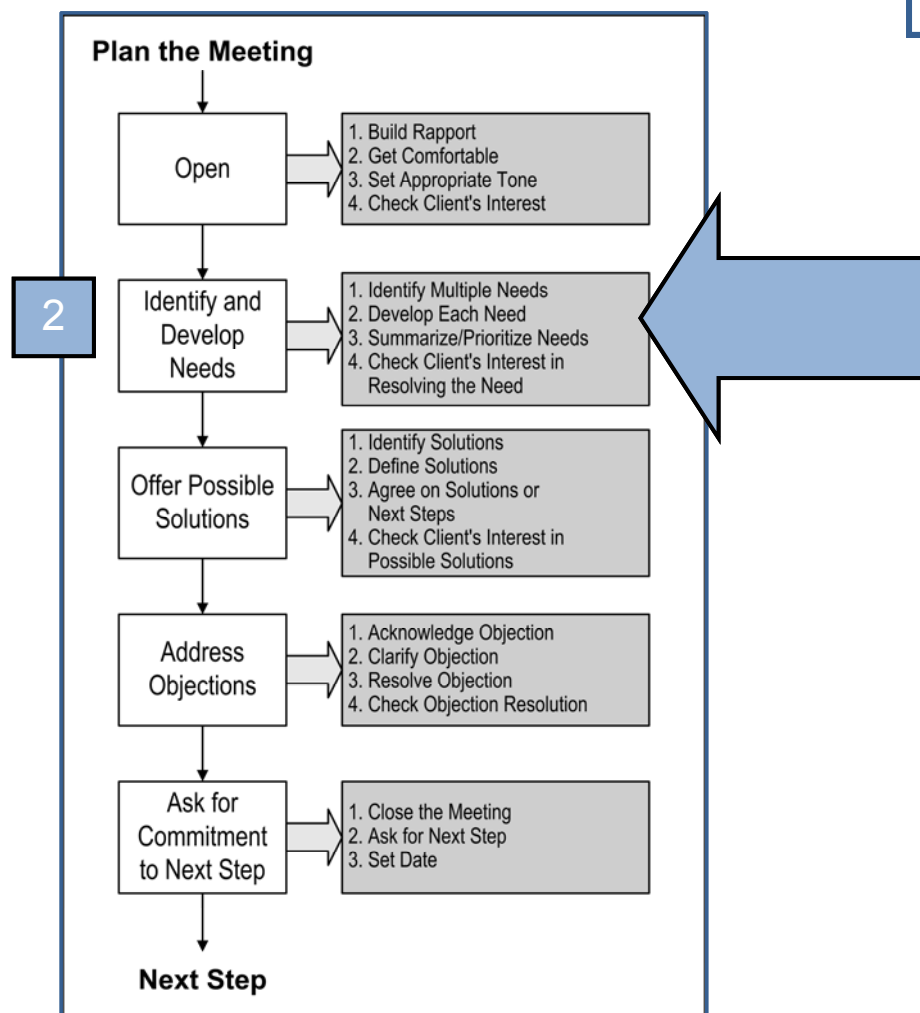 Plan the Meeting
Open
1. Build Rapport
2. Get Comfortable
3. Set Appropriate Tone
4. Check Client's Interest
2
Identify and
Develop
Needs
1. Identify Multiple Needs
2. Develop Each Need
3. Summarize/Prioritize Needs
4. Check Client's Interest in
Resolving the Need
Offer Possible
Solutions
1. Identify Solutions
2. Define Solutions
3. Agree on Solutions or
Next Steps
4. Check Client's Interest in
Possible Solutions
Address
Objections
1. Acknowledge Objection
2. Clarify Objection
3. Resolve Objection
4. Check Objection Resolution
Ask for
Commitment
to Next Step
1. Close the Meeting
2. Ask for Next Step
3. Set Date
Next Step